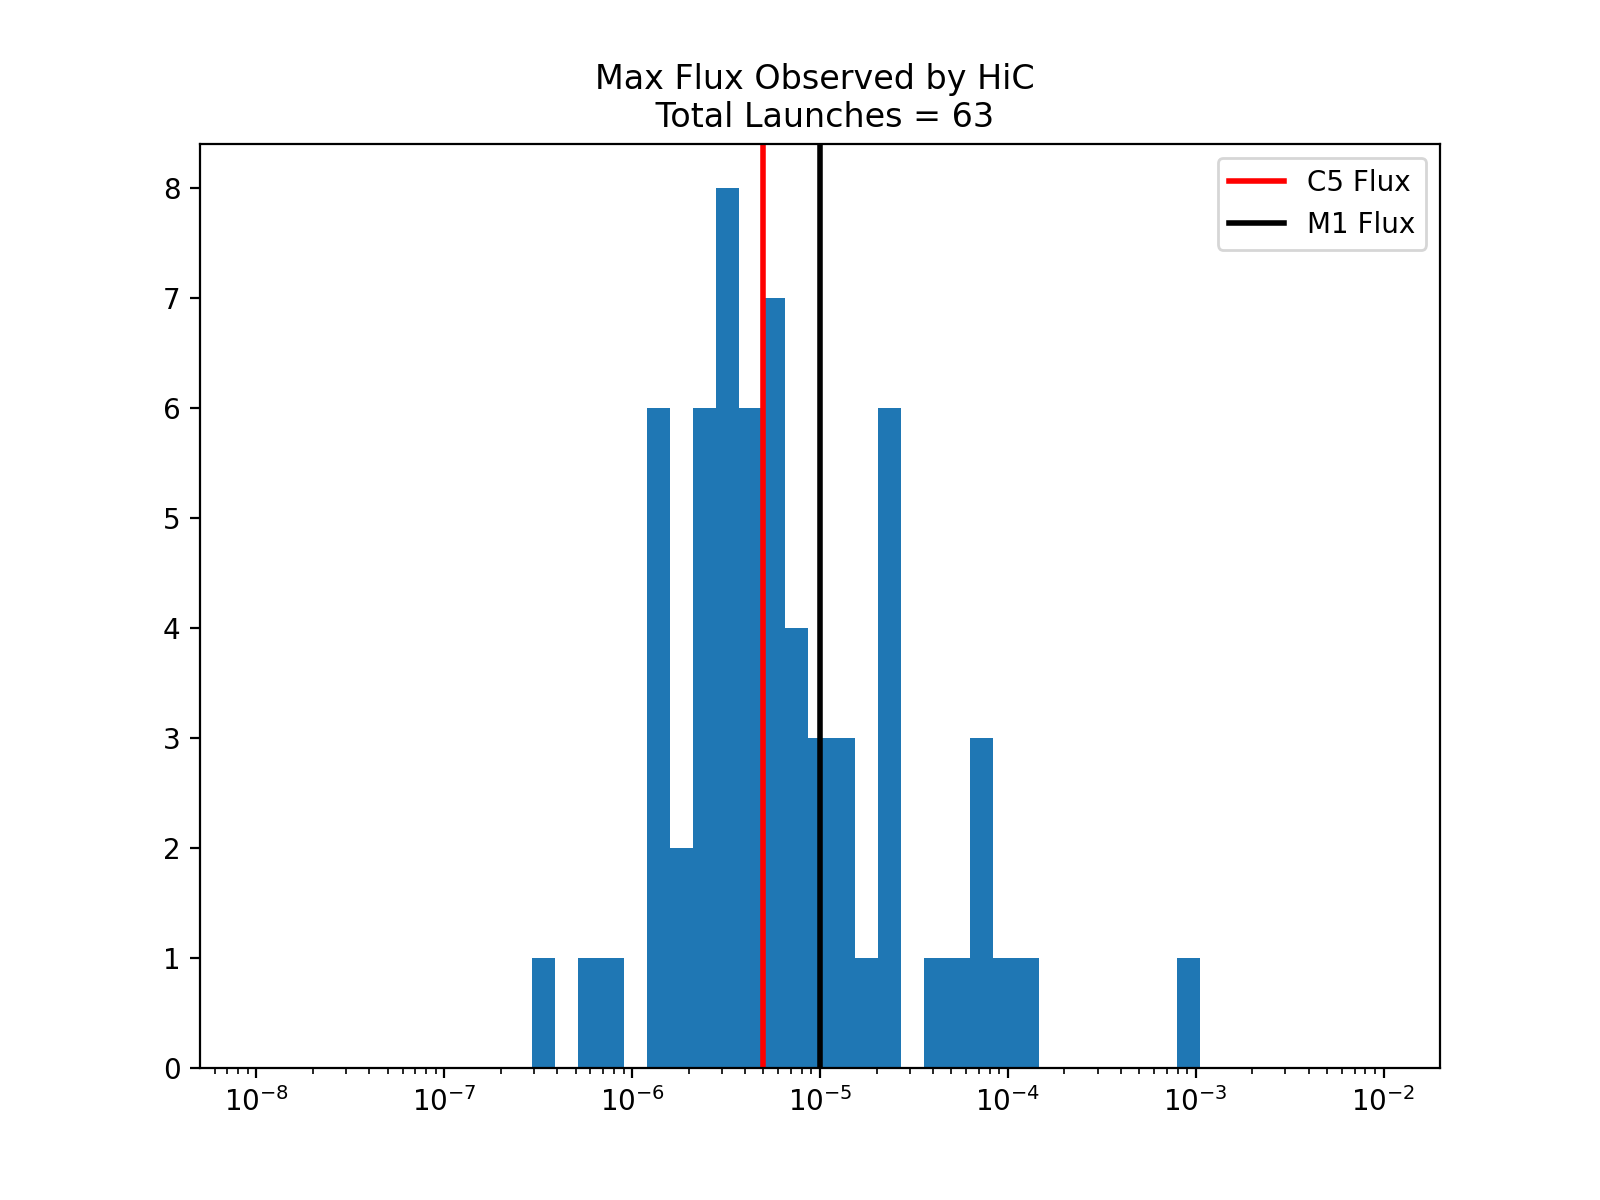 Max Flux Observed by HiC
Total Launches = 63
C5 Flux
M1 Flux
8
7
6
5
4
3
2
1
0
10⁻⁸ 10⁻⁷ 10⁻⁶ 10⁻⁵ 10⁻⁴ 10⁻³ 10⁻²